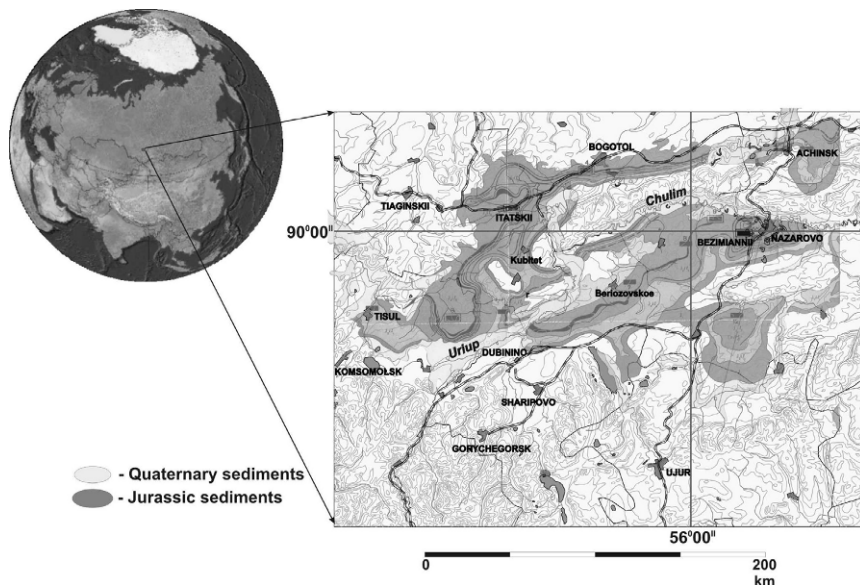 BOGOTOL
ACHINSK
Chulim
TIAGINSKII
ITATSKII
90°00"
BEZIMIANNII
NAZAROVO
Kubitet
Beriozovskoe
TISUL
Urlup
DUBININO
KOMSOMOLSK
SHARIPOVO
GORYCHEGORSK
UJUR
- Quaternary sediments
- Jurassic sediments
56°00"
0
200
km